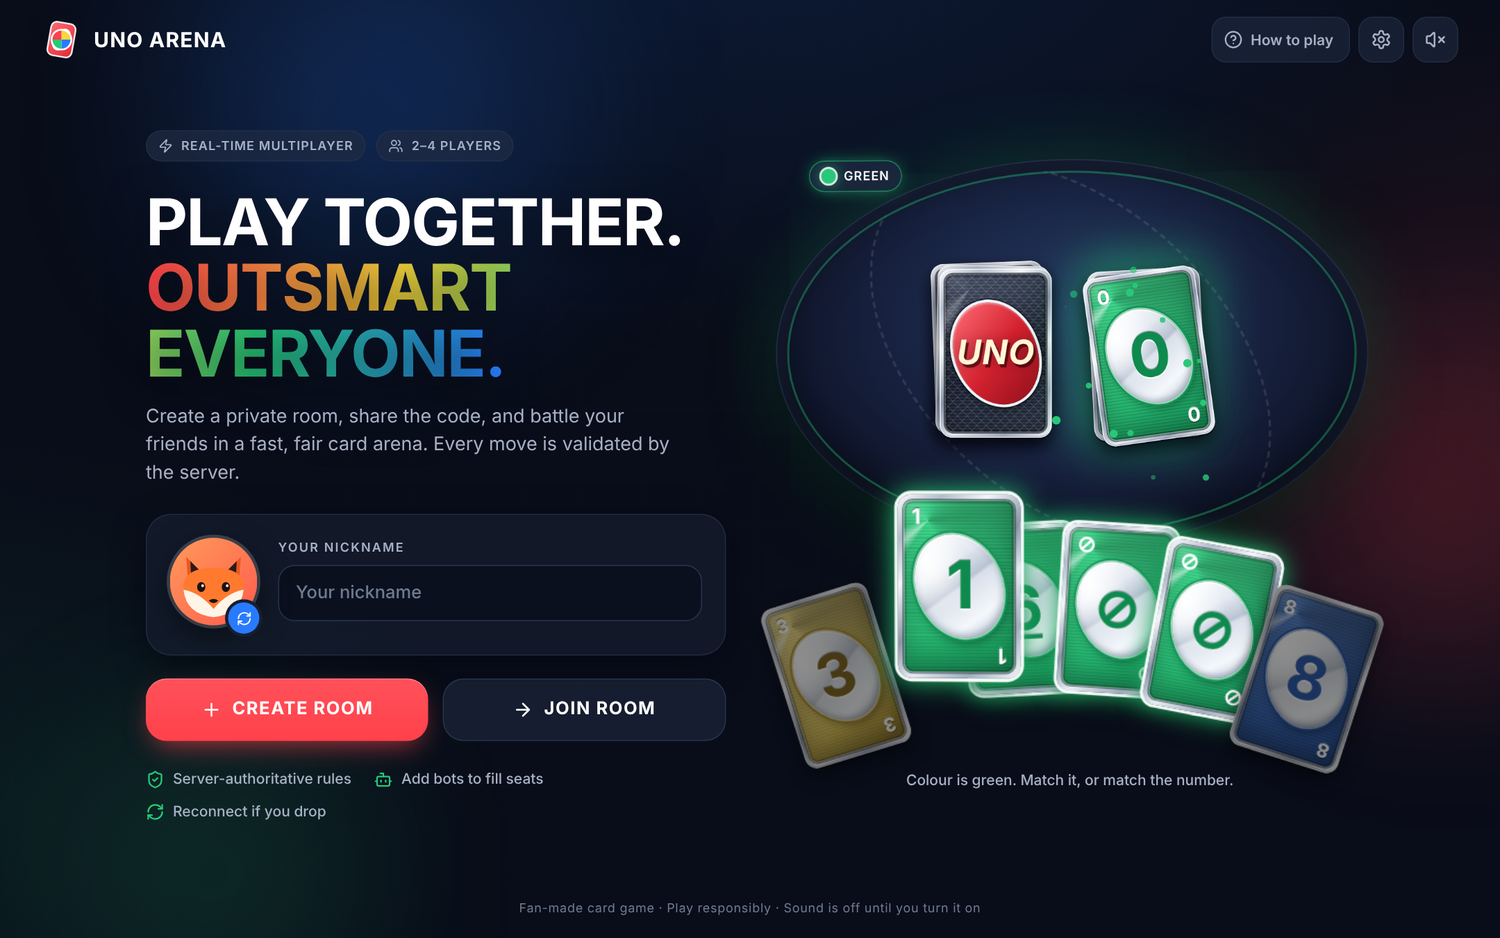 UNO ARENA
How to play
REAL-TIME MULTIPLAYER
2–4 PLAYERS
PLAY TOGETHER.
OUTSMART
EVERYONE.
Create a private room, share the code, and battle your
friends in a fast, fair card arena. Every move is validated by
the server.
YOUR NICKNAME
Your nickname
CREATE ROOM
JOIN ROOM
Server-authoritative rules
Add bots to fill seats
Reconnect if you drop
GREEN
UNO
0
0
0
3
3
3
1
1
1
6
8
8
8
Colour is green. Match it, or match the number.
Fan-made card game · Play responsibly · Sound is off until you turn it on